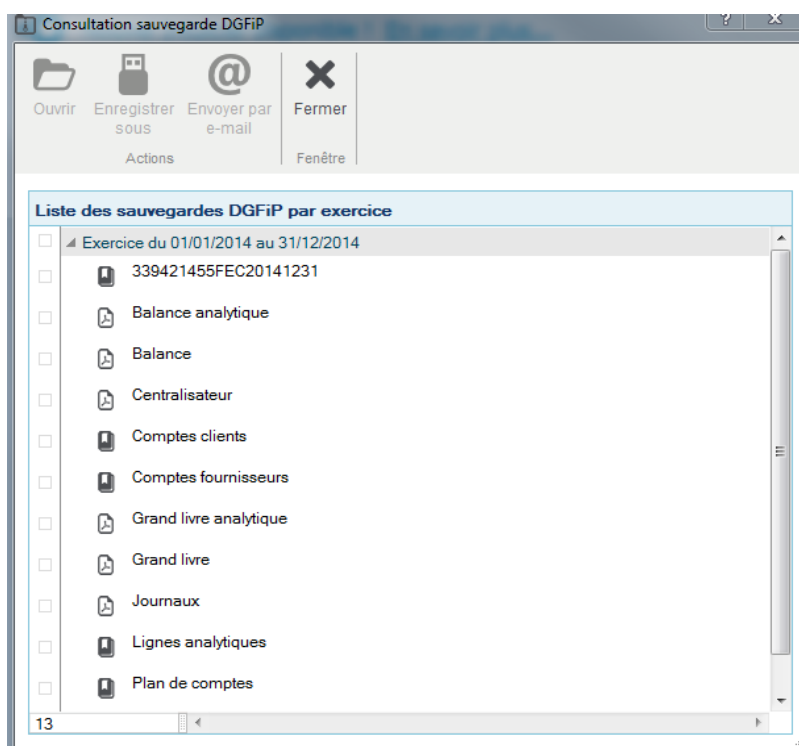 Consultation sauvegarde DGFiP
Ouvrir
Enregistrer sous
Envoyer par e-mail
Fermer
Actions
Fenêtre
Liste des sauvegardes DGFiP par exercice
Exercice du 01/01/2014 au 31/12/2014
339421455FEC20141231
Balance analytique
Balance
Centralisateur
Comptes clients
Comptes fournisseurs
Grand livre analytique
Grand livre
Journaux
Lignes analytiques
Plan de comptes
13